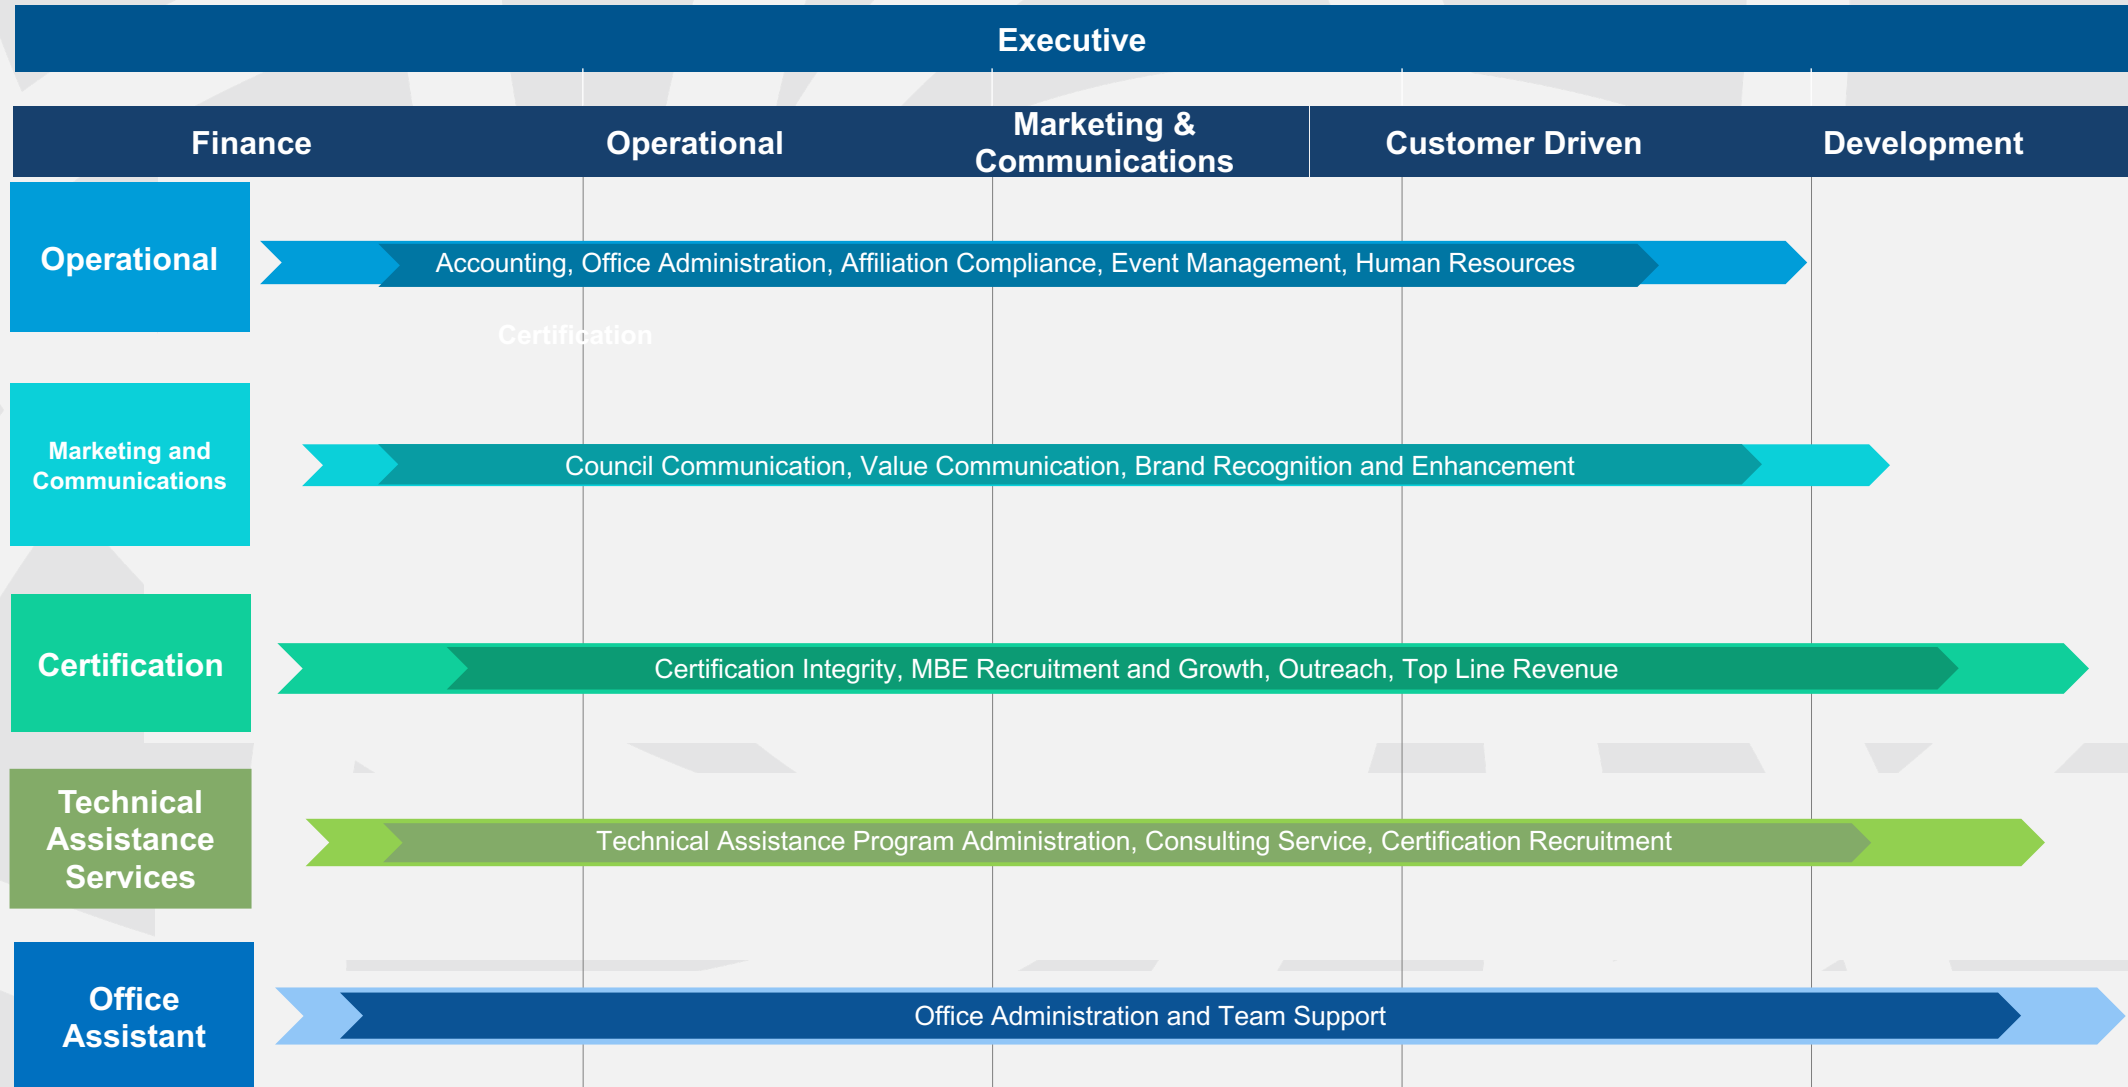 Executive
Finance
Operational
Marketing &
Communications
Customer Driven
Development
Operational
Accounting, Office Administration, Affiliation Compliance, Event Management, Human Resources
Certification
Marketing and
Communications
Council Communication, Value Communication, Brand Recognition and Enhancement
Certification
Certification Integrity, MBE Recruitment and Growth, Outreach, Top Line Revenue
Technical
Assistance
Services
Technical Assistance Program Administration, Consulting Service, Certification Recruitment
Office
Assistant
Office Administration and Team Support